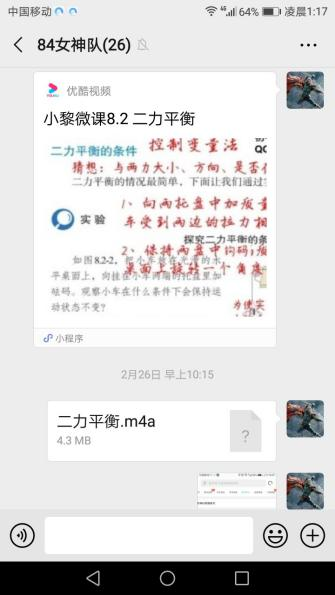 中国移动
46
64%
凌晨1:17
84女神队(26)
优酷视频
小黎微课8.2 二力平衡
二力平衡的条件
控制变量法
QQ
猜想：与两力大小、方向、是否
二力平衡的情况最简单，下面让我们通过
实验
1、向两托盘中加质量
车受到两边的拉力相
探究二力平衡的条
2、保持两盘中钩码
如图8.2-2，把小车放在光滑的水
平桌面上，向挂在小车两端的托盘里加
桌面上旋转一个角
砝码。观察小车在什么条件下会保持运
动状态不变？
为使实
小程序
2月26日 早上10:15
二力平衡.m4a
4.3 MB
?